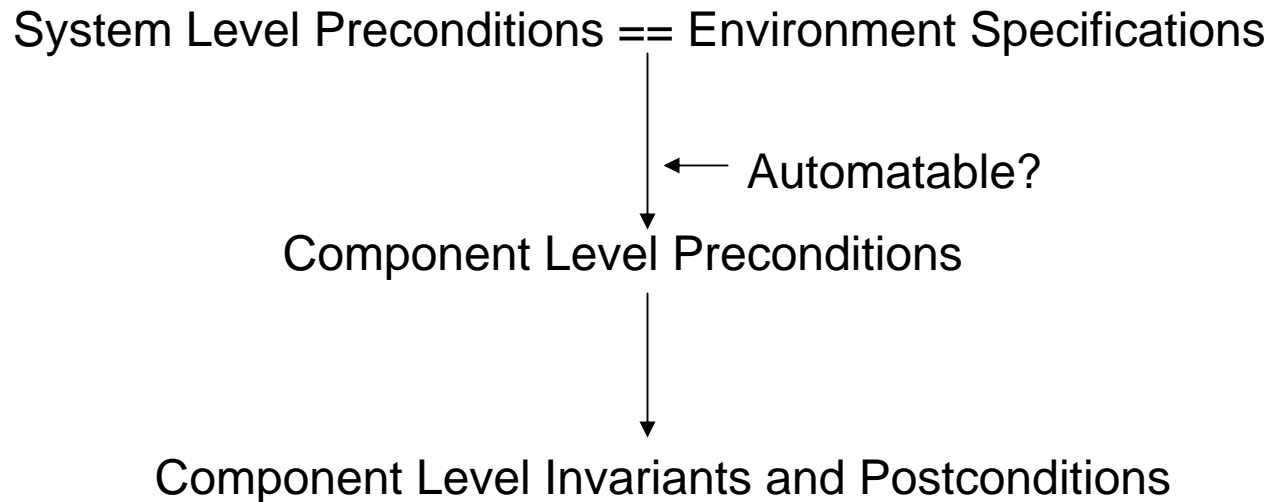 System Level Preconditions == Environment Specifications
Automatable?
Component Level Preconditions
Component Level Invariants and Postconditions